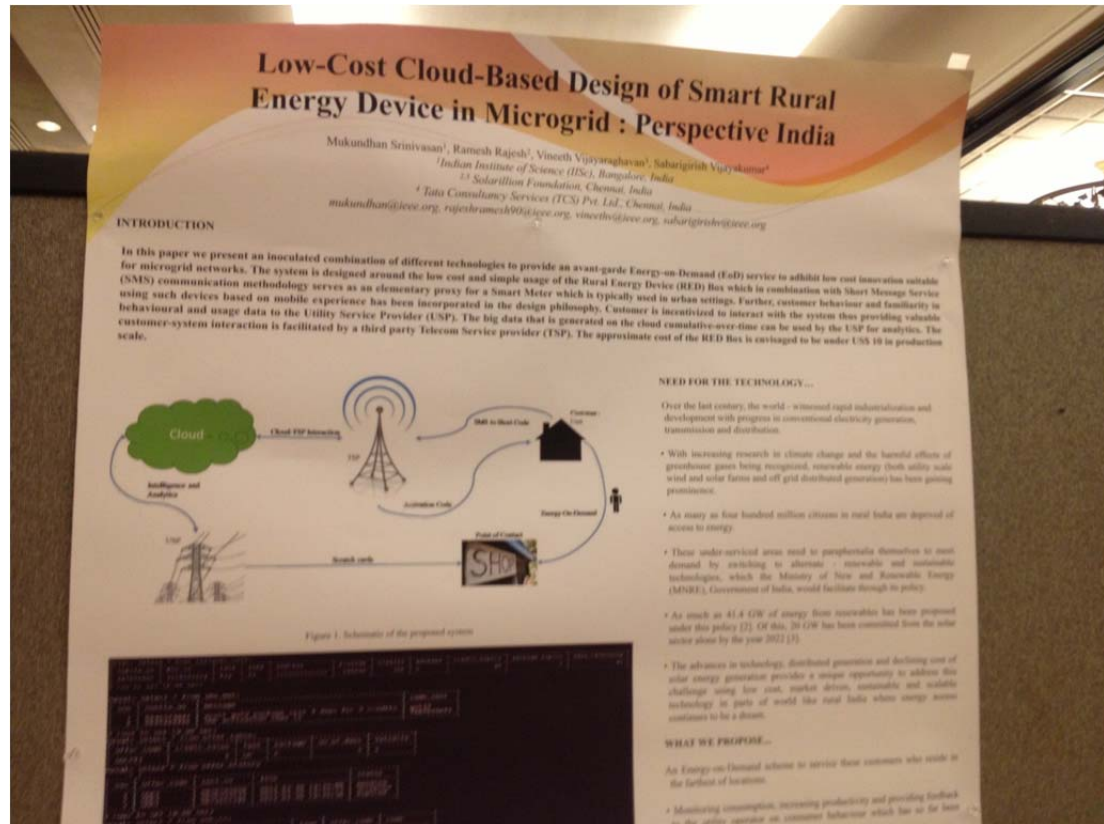 Low-Cost Cloud-Based Design of Smart Rural
Energy Device in Microgrid : Perspective India
Mukundhan Srinivasan¹, Ramesh Rajesh², Vineeth Vijayaraghavan³, Sabarigirish Vijayakumar⁴
¹Indian Institute of Science (IISc), Bangalore, India
²,³ Solarillion Foundation, Chennai, India
⁴ Tata Consultancy Services (TCS) Pvt. Ltd., Chennai, India
mukundhan@ieee.org, rajeshramesh90@ieee.org, vineethv@ieee.org, sabarigirishv@ieee.org
INTRODUCTION
In this paper we present an inoculated combination of different technologies to provide an avant-garde Energy-on-Demand (EoD) service to adhibit low cost innovation suitable
for microgrid networks. The system is designed around the low cost and simple usage of the Rural Energy Device (RED) Box which in combination with Short Message Service
(SMS) communication methodology serves as an elementary proxy for a Smart Meter which is typically used in urban settings. Further, customer behaviour and familiarity in
using such devices based on mobile experience has been incorporated in the design philosophy. Customer is incentivized to interact with the system thus providing valuable
behavioural and usage data to the Utility Service Provider (USP). The big data that is generated on the cloud cumulative-over-time can be used by the USP for analytics. The
customer-system interaction is facilitated by a third party Telecom Service provider (TSP). The approximate cost of the RED Box is envisaged to be under US$ 10 in production
scale.
Cloud
Cloud-TSP Interaction
TSP
SMS to Short Code
Intelligence and
Analytics
Activation Code
Energy On Demand
USP
Scratch cards
Point of Contact
SHOP
Figure 1. Schematic of the proposed system
NEED FOR THE TECHNOLOGY...
Over the last century, the world - witnessed rapid industrialization and
development with progress in conventional electricity generation,
transmission and distribution.
• With increasing research in climate change and the harmful effects of
greenhouse gases being recognized, renewable energy (both utility scale
wind and solar farms and off grid distributed generation) has been gaining
prominence.
• As many as four hundred million citizens in rural India are deprived of
access to energy.
• These under-serviced areas need to paraphernalia themselves to meet
demand by switching to alternate - renewable and sustainable
technologies, which the Ministry of New and Renewable Energy
(MNRE), Government of India, would facilitate through its policy.
• As much as 41.4 GW of energy from renewables has been proposed
under this policy [2]. Of this, 20 GW has been committed from the solar
sector alone by the year 2022 [3].
• The advances in technology, distributed generation and declining cost of
solar energy generation provides a unique opportunity to address this
challenge using low cost, market driven, sustainable and scalable
technology in parts of world like rural India where energy access
continues to be a dream.
WHAT WE PROPOSE...
An Energy-on-Demand scheme to service these customers who reside in
the farthest of locations.
• Monitoring consumption, increasing productivity and providing feedback
to the utility operator on consumer behaviour which has so far been